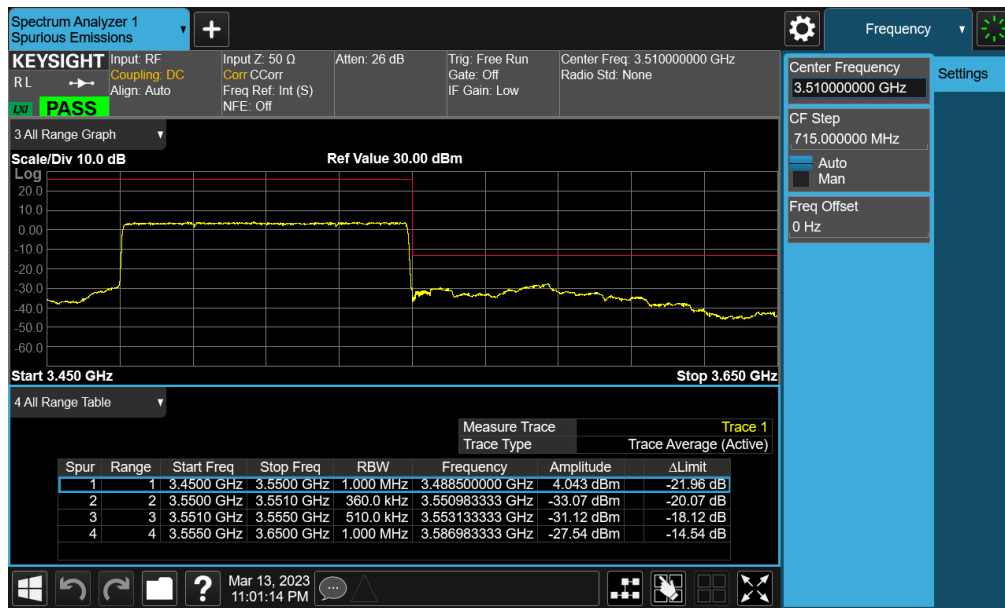 Spectrum Analyzer 1
Spurious Emissions
Frequency
KEYSIGHT
R L
LXI
PASS
Input: RF
Coupling: DC
Align: Auto
Input Z: 50 Ω
Corr CCorr
Freq Ref: Int (S)
NFE: Off
Atten: 26 dB
Trig: Free Run
Gate: Off
IF Gain: Low
Center Freq: 3.510000000 GHz
Radio Std: None
Center Frequency
3.510000000 GHz
Settings
CF Step
715.000000 MHz
Auto
Man
Freq Offset
0 Hz
3 All Range Graph
Scale/Div 10.0 dB
Ref Value 30.00 dBm
Log
20.0
10.0
0.00
-10.0
-20.0
-30.0
-40.0
-50.0
-60.0
Start 3.450 GHz
Stop 3.650 GHz
4 All Range Table
Measure Trace Trace 1
Trace Type Trace Average (Active)
Spur Range Start Freq Stop Freq RBW Frequency Amplitude ΔLimit
1 1 3.4500 GHz 3.5500 GHz 1.000 MHz 3.488500000 GHz 4.043 dBm -21.96 dB
2 2 3.5500 GHz 3.5510 GHz 360.0 kHz 3.550983333 GHz -33.07 dBm -20.07 dB
3 3 3.5510 GHz 3.5550 GHz 510.0 kHz 3.553133333 GHz -31.12 dBm -18.12 dB
4 4 3.5550 GHz 3.6500 GHz 1.000 MHz 3.586983333 GHz -27.54 dBm -14.54 dB
?
Mar 13, 2023
11:01:14 PM